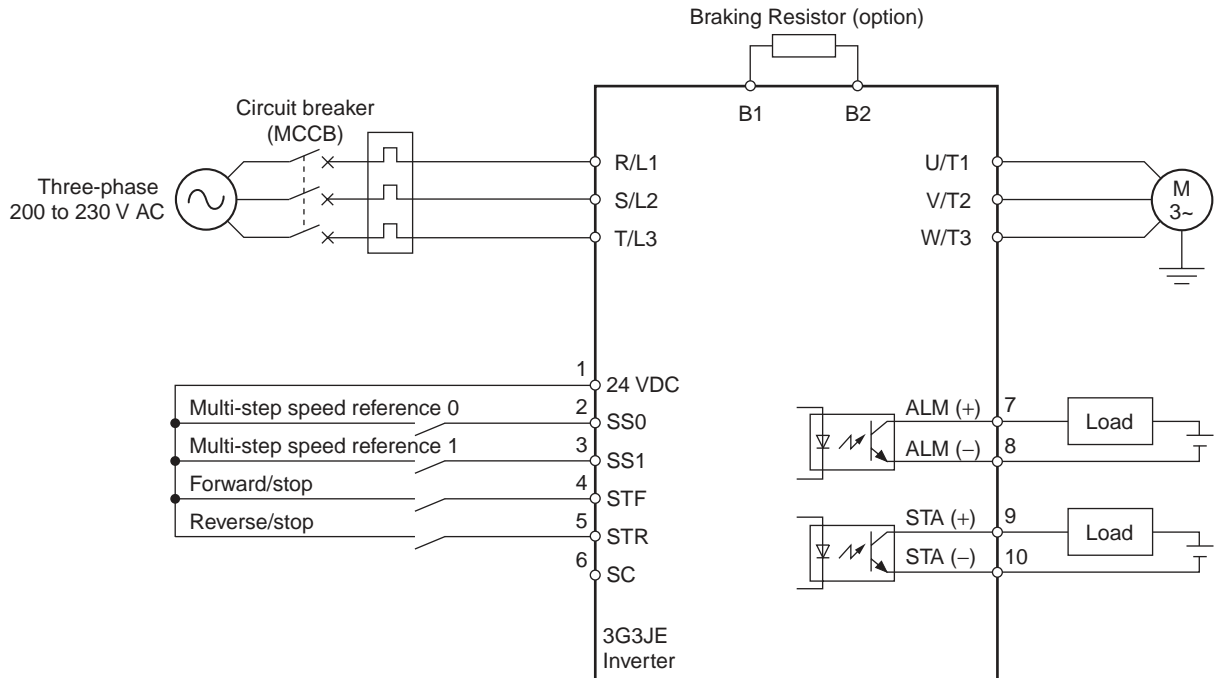 Braking Resistor (option)
B1
B2
Circuit breaker
(MCCB)
Three-phase
200 to 230 V AC
R/L1
S/L2
T/L3
U/T1
V/T2
W/T3
M
3~
1
24 VDC
Multi-step speed reference 0
2
SS0
Multi-step speed reference 1
3
SS1
Forward/stop
4
STF
Reverse/stop
5
STR
6
SC
ALM (+)
7
Load
ALM (−)
8
STA (+)
9
Load
STA (−)
10
3G3JE
Inverter